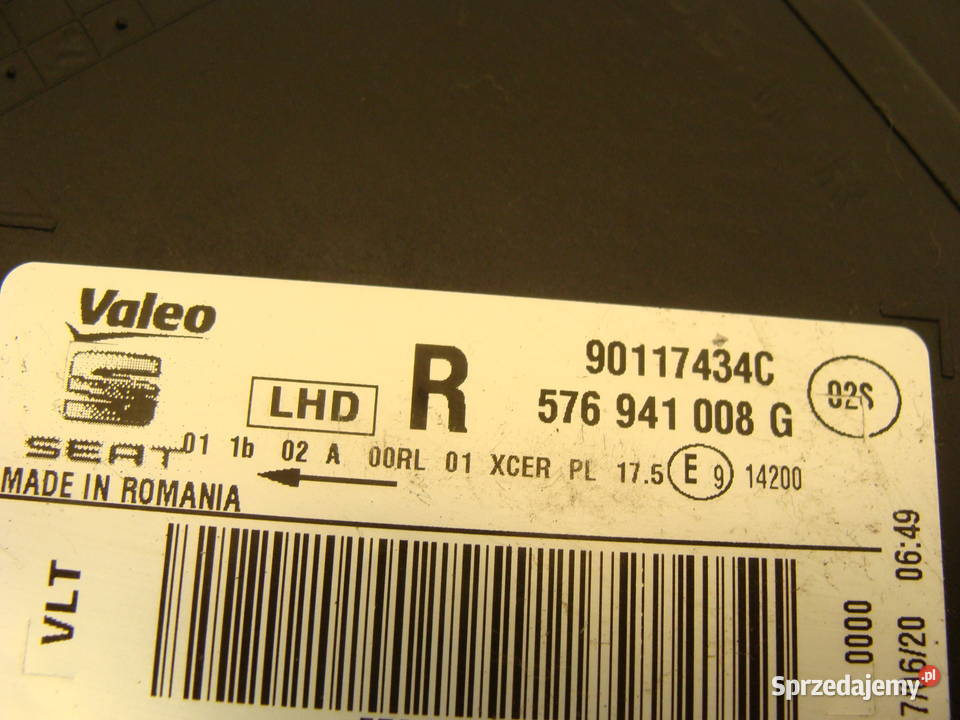 Valeo
SEAT
LHD
R
90117434C
576 941 008 G
02S
01 1b 02 A 00RL 01 XCER PL 17.5 E 9 14200
MADE IN ROMANIA
VLT
0000
06:49
Sprzedajemy.pl